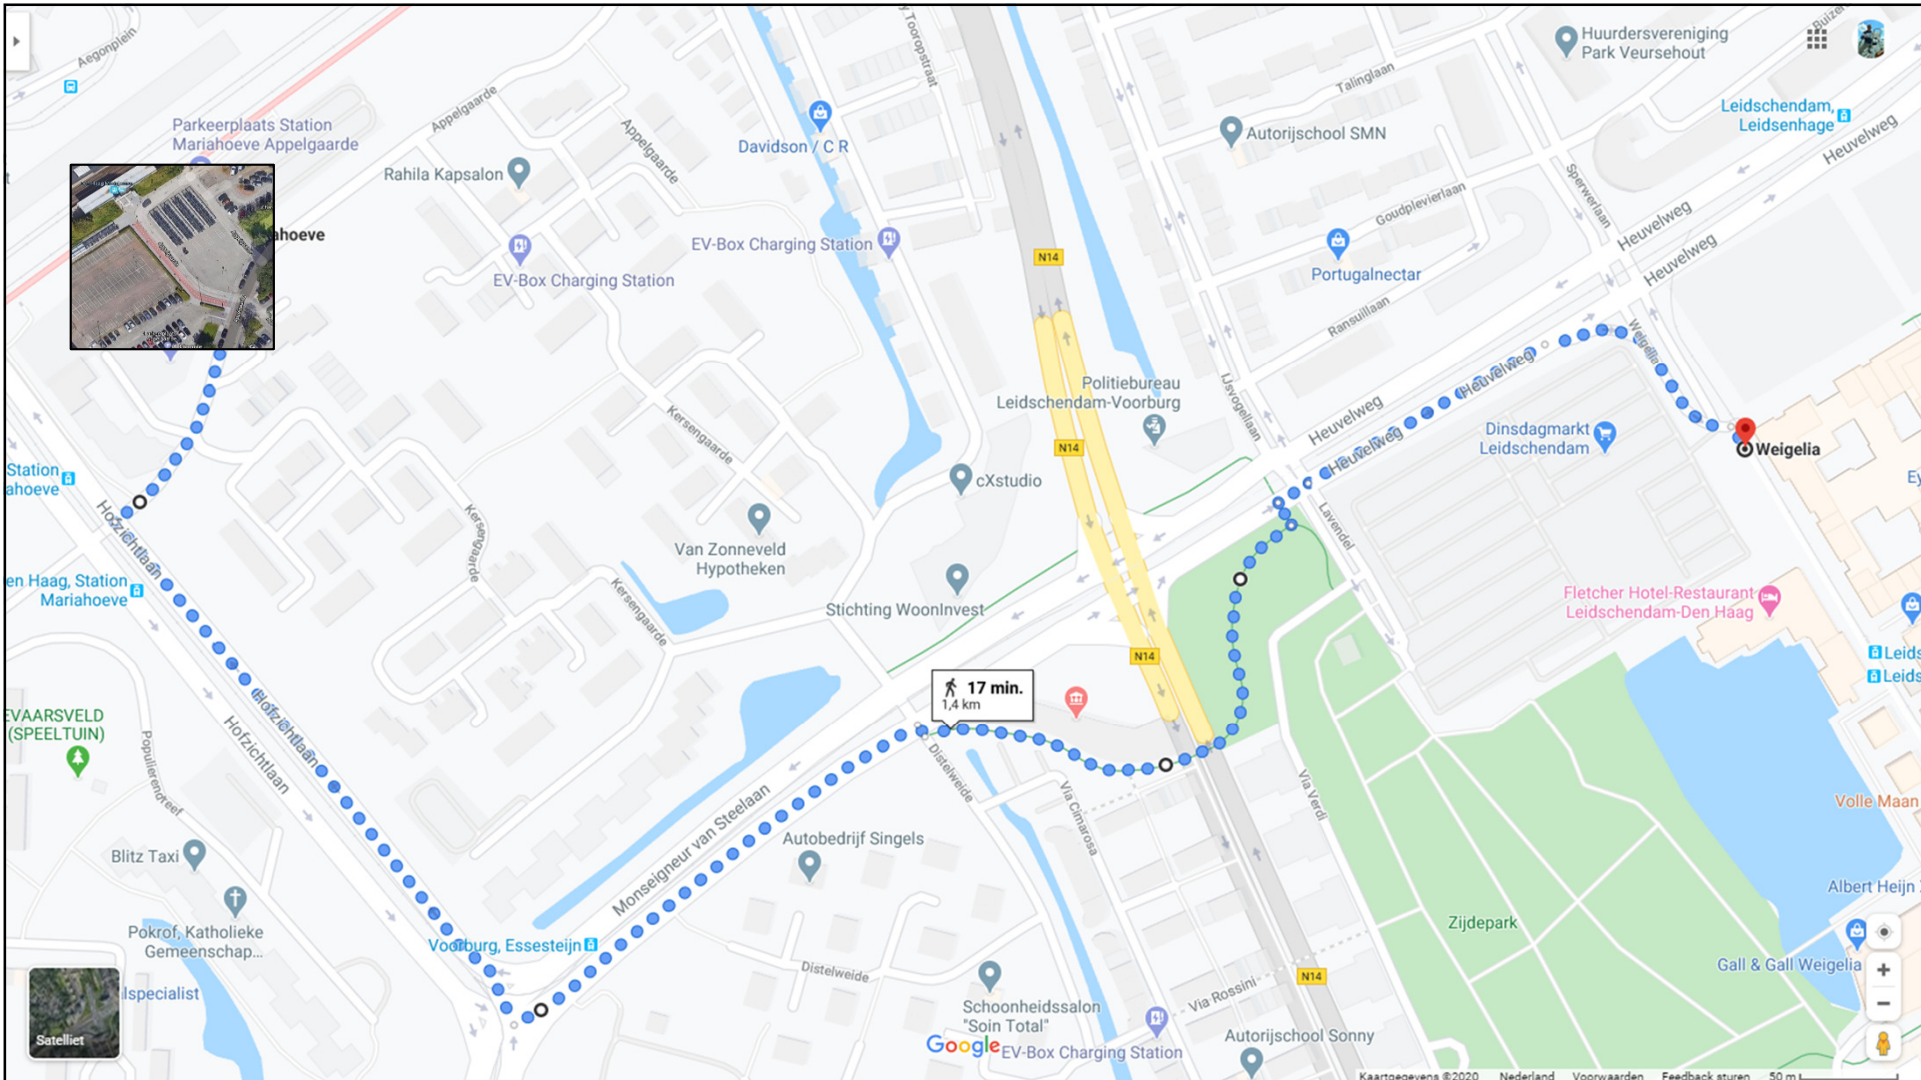 Aegonplein
Parkeerplaats Station
Mariahoeve Appelgaarde
ahoeve
Appelgaarde
Appelgaarde
Rahila Kapsalon
EV-Box Charging Station
Davidson / C R
EV-Box Charging Station
y Tooropstraat
N14
Huurdersvereniging
Park Veursehout
Buizer
Talinglaan
Leidschendam,
Leidsenhage
Heuvelweg
Autorijschool SMN
Sperwerlaan
Goudplevierlaan
Heuvelweg
Heuvelweg
Portugalnectar
Ransuillaan
Weigelia
Politiebureau
Leidschendam-Voorburg
IJsvogellaan
Heuvelweg
Heuvelweg
Heuvelweg
N14
Dinsdagmarkt
Leidschendam
Weigelia
Ey
Kersengaarde
Kersengaarde
Kersengaarde
cXstudio
Lavendel
Station
ahoeve
Hofzichtlaan
Van Zonneveld
Hypotheken
en Haag, Station
Mariahoeve
Stichting WoonInvest
Fletcher Hotel-Restaurant
Leidschendam-Den Haag
N14
Leids
Leids
17 min.
1,4 km
EVAARSVELD
(SPEELTUIN)
Populierendreef
Hofzichtlaan
Hofzichtlaan
Distelweide
Via Cimarosa
Via Verdi
Volle Maan
Monseigneur van Steelaan
Autobedrijf Singels
Blitz Taxi
Albert Heijn
Pokrof, Katholieke
Gemeenschap...
Voorburg, Essesteijn
Zijdepark
Distelweide
Gall & Gall Weigelia
lspecialist
Via Rossini
N14
Schoonheidssalon
"Soin Total"
Satelliet
Google
EV-Box Charging Station
Autorijschool Sonny
Kaartgegevens ©2020 Nederland Voorwaarden Feedback sturen 50 m